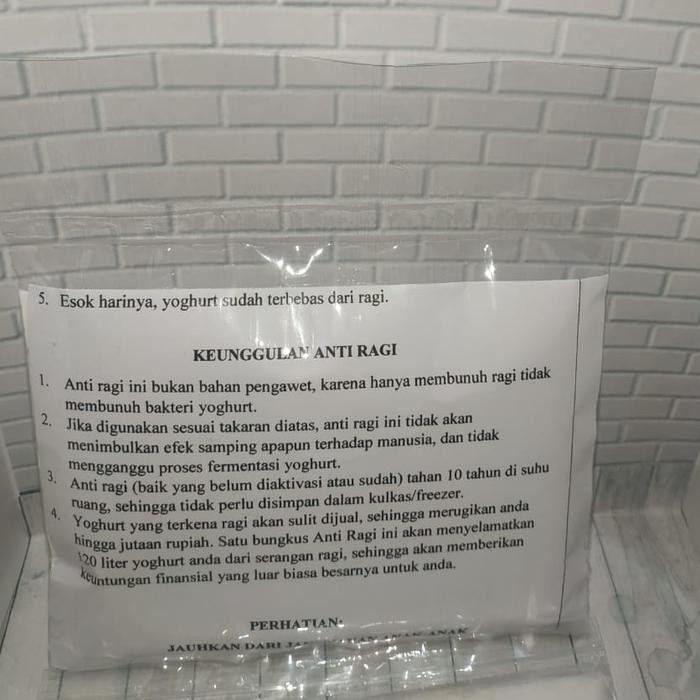 5. Esok harinya, yoghurt sudah terbebas dari ragi.
KEUNGGULAN ANTI RAGI
1. Anti ragi ini bukan bahan pengawet, karena hanya membunuh ragi tidak
membunuh bakteri yoghurt.
2. Jika digunakan sesuai takaran diatas, anti ragi ini tidak akan
menimbulkan efek samping apapun terhadap manusia, dan tidak
mengganggu proses fermentasi yoghurt.
3. Anti ragi (baik yang belum diaktivasi atau sudah) tahan 10 tahun di suhu
ruang, sehingga tidak perlu disimpan dalam kulkas/freezer.
4. Yoghurt yang terkena ragi akan sulit dijual, sehingga merugikan anda
hingga jutaan rupiah. Satu bungkus Anti Ragi ini akan menyelamatkan
120 liter yoghurt anda dari serangan ragi, sehingga akan memberikan
keuntungan finansial yang luar biasa besarnya untuk anda.
PERHATIAN:
JAUHKAN DARI ANAK ANAK